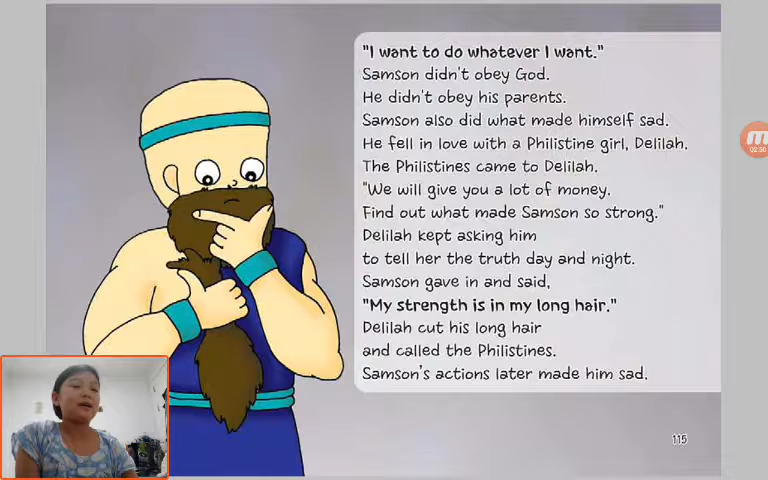 "I want to do whatever I want."
Samson didn't obey God.
He didn't obey his parents.
Samson also did what made himself sad.
He fell in love with a Philistine girl, Delilah.
The Philistines came to Delilah.
"We will give you a lot of money.
Find out what made Samson so strong."
Delilah kept asking him
to tell her the truth day and night.
Samson gave in and said,
"My strength is in my long hair."
Delilah cut his long hair
and called the Philistines.
Samson's actions later made him sad.
115
02:50